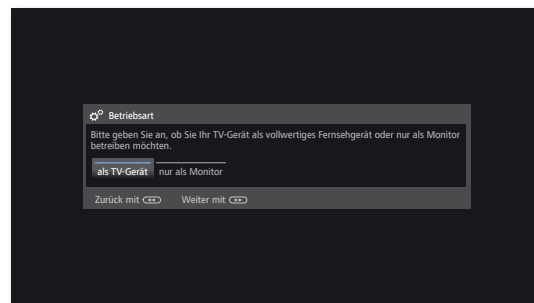 Betriebsart
Bitte geben Sie an, ob Sie Ihr TV-Gerät als vollwertiges Fernsehgerät oder nur als Monitor
betreiben möchten.
als TV-Gerät nur als Monitor
Zurück mit Weiter mit